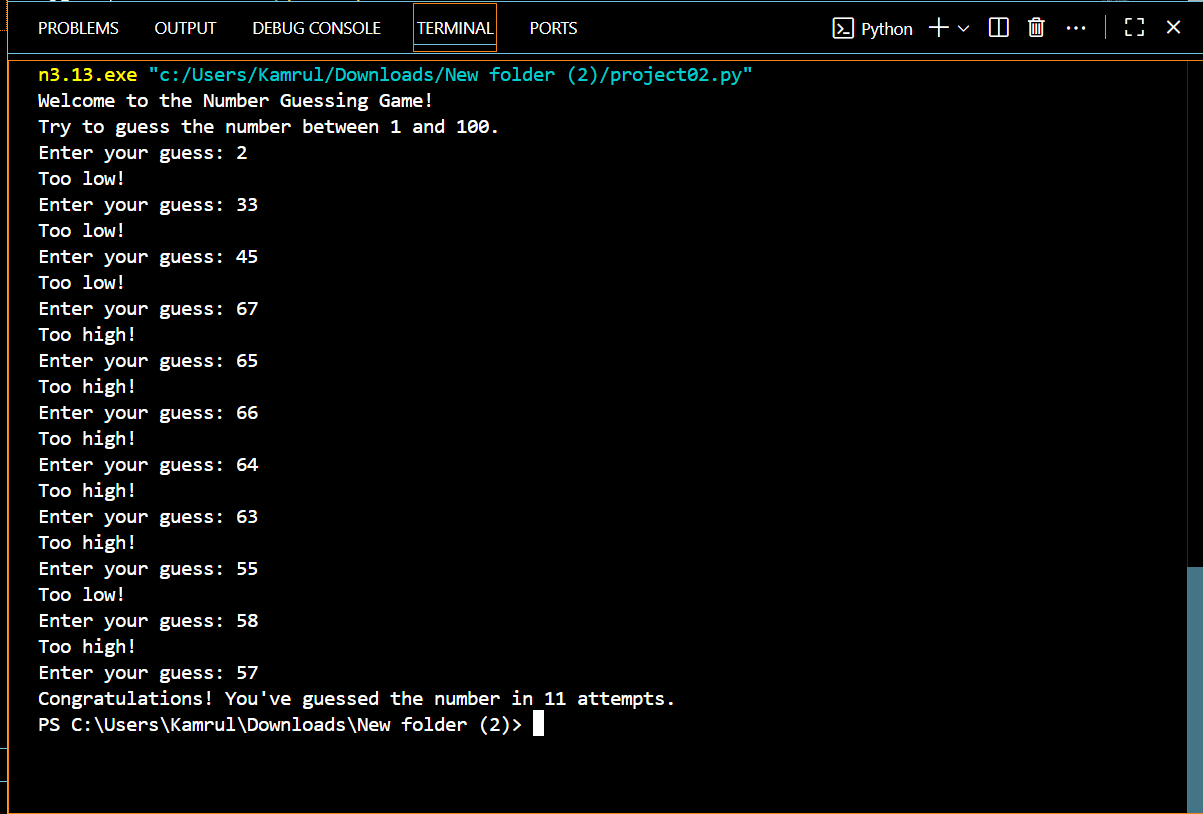 PROBLEMS OUTPUT DEBUG CONSOLE TERMINAL PORTS Python
n3.13.exe "c:/Users/Kamrul/Downloads/New folder (2)/project02.py"
Welcome to the Number Guessing Game!
Try to guess the number between 1 and 100.
Enter your guess: 2
Too low!
Enter your guess: 33
Too low!
Enter your guess: 45
Too low!
Enter your guess: 67
Too high!
Enter your guess: 65
Too high!
Enter your guess: 66
Too high!
Enter your guess: 64
Too high!
Enter your guess: 63
Too high!
Enter your guess: 55
Too low!
Enter your guess: 58
Too high!
Enter your guess: 57
Congratulations! You've guessed the number in 11 attempts.
PS C:\Users\Kamrul\Downloads\New folder (2)>